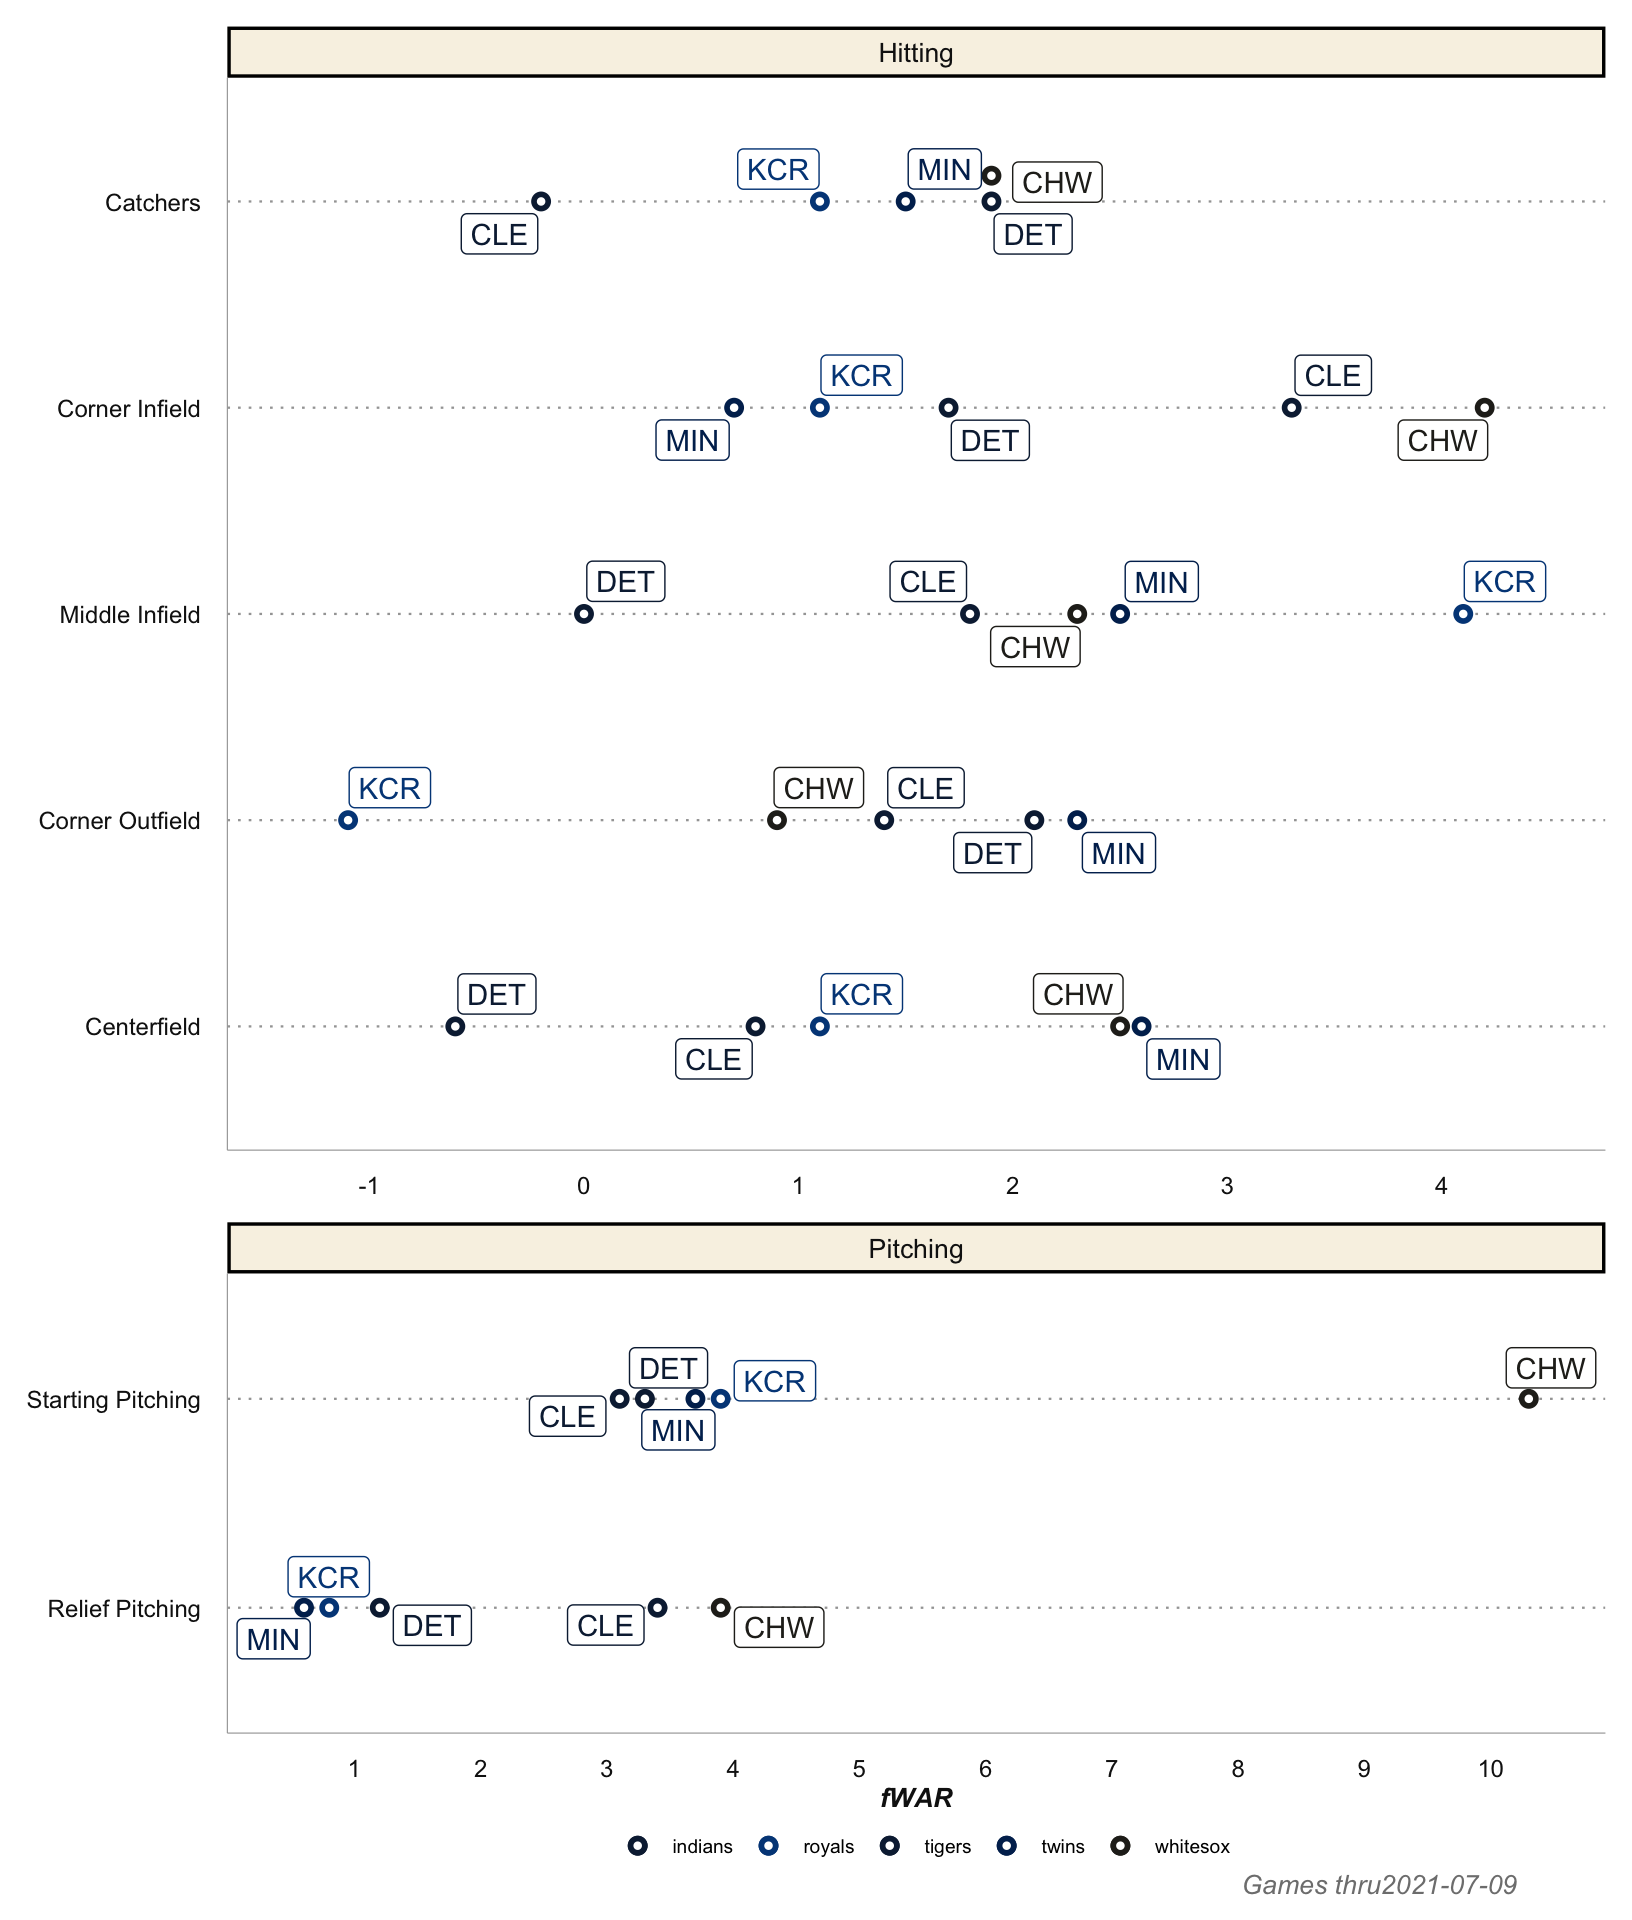 Hitting
KCR MIN CHW
Catchers
CLE DET
KCR CLE
Corner Infield
MIN DET CHW
DET CLE MIN KCR
Middle Infield
CHW
KCR CHW CLE
Corner Outfield
DET MIN
DET KCR CHW
Centerfield
CLE MIN
-1 0 1 2 3 4
Pitching
DET KCR CHW
Starting Pitching
CLE MIN
KCR
Relief Pitching
MIN DET CLE CHW
1 2 3 4 5 6 7 8 9 10
fWAR
indians royals tigers twins whitesox
Games thru2021-07-09